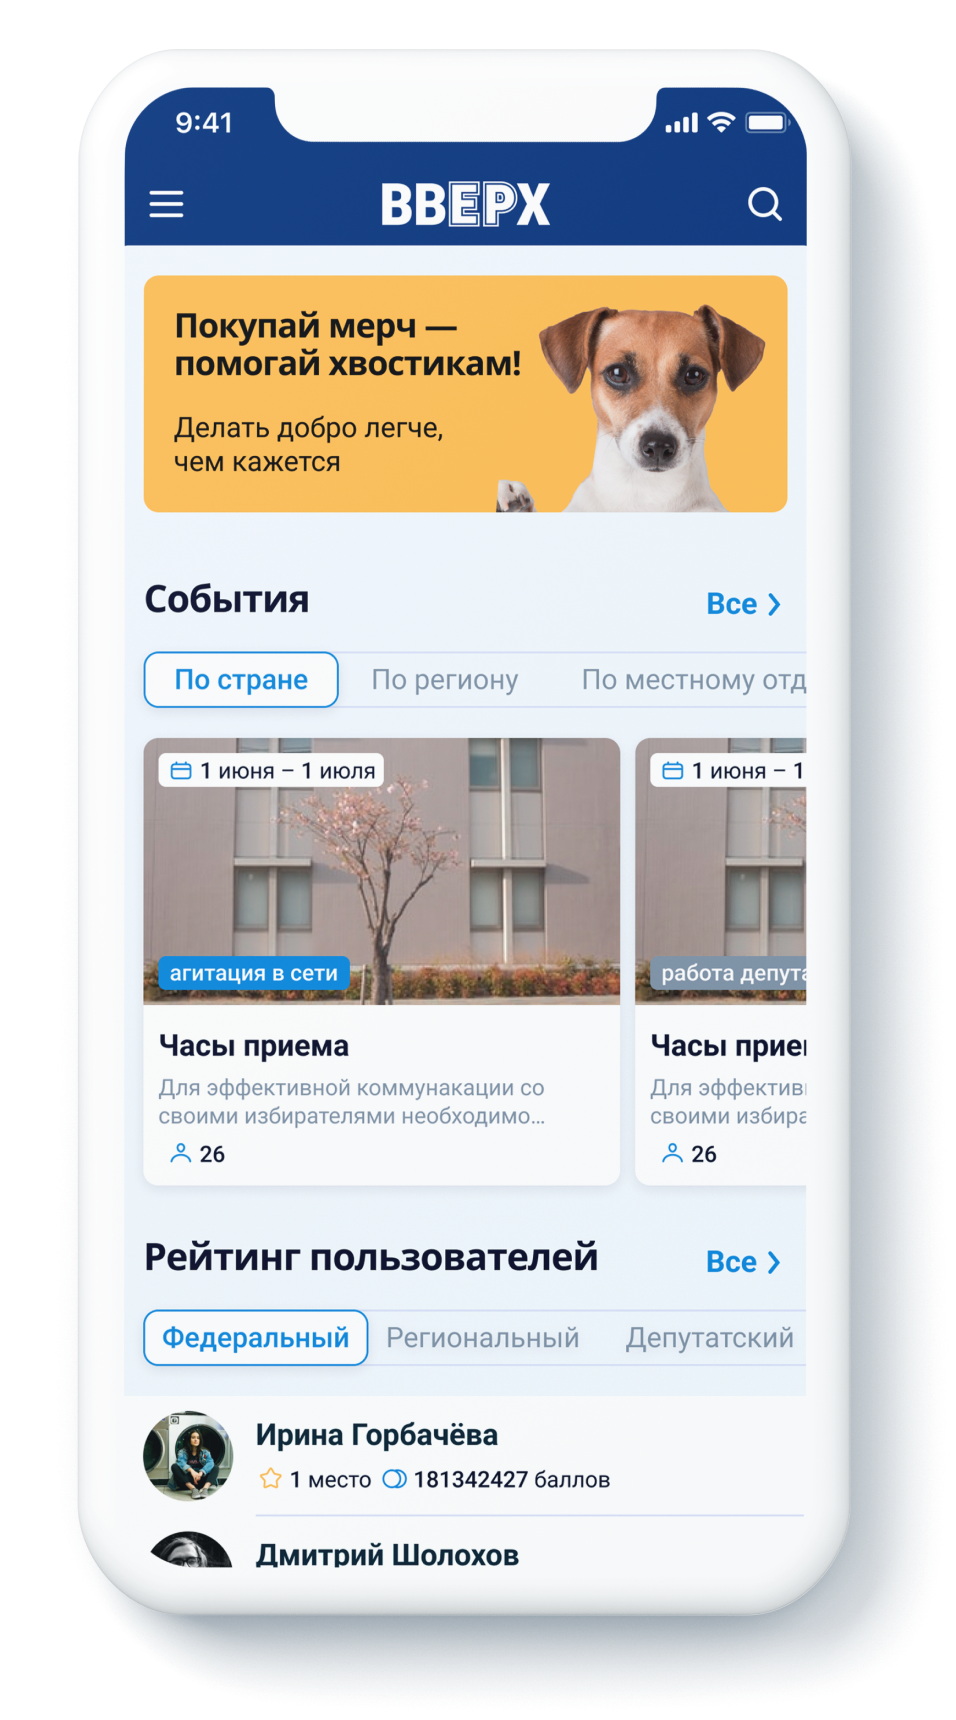 9:41
ВВЕРХ
Покупай мерч —
помогай хвостикам!
Делать добро легче,
чем кажется
События
Все
По стране
По региону
По местному отд
1 июня – 1 июля
1 июня – 1
агитация в сети
работа депута
Часы приема
Для эффективной коммунакации со
своими избирателями необходимо...
26
Часы прием
Для эффектив
своими избира
26
Рейтинг пользователей
Все
Федеральный
Региональный
Депутатский
Ирина Горбачёва
1 место 181342427 баллов
Дмитрий Шолохов